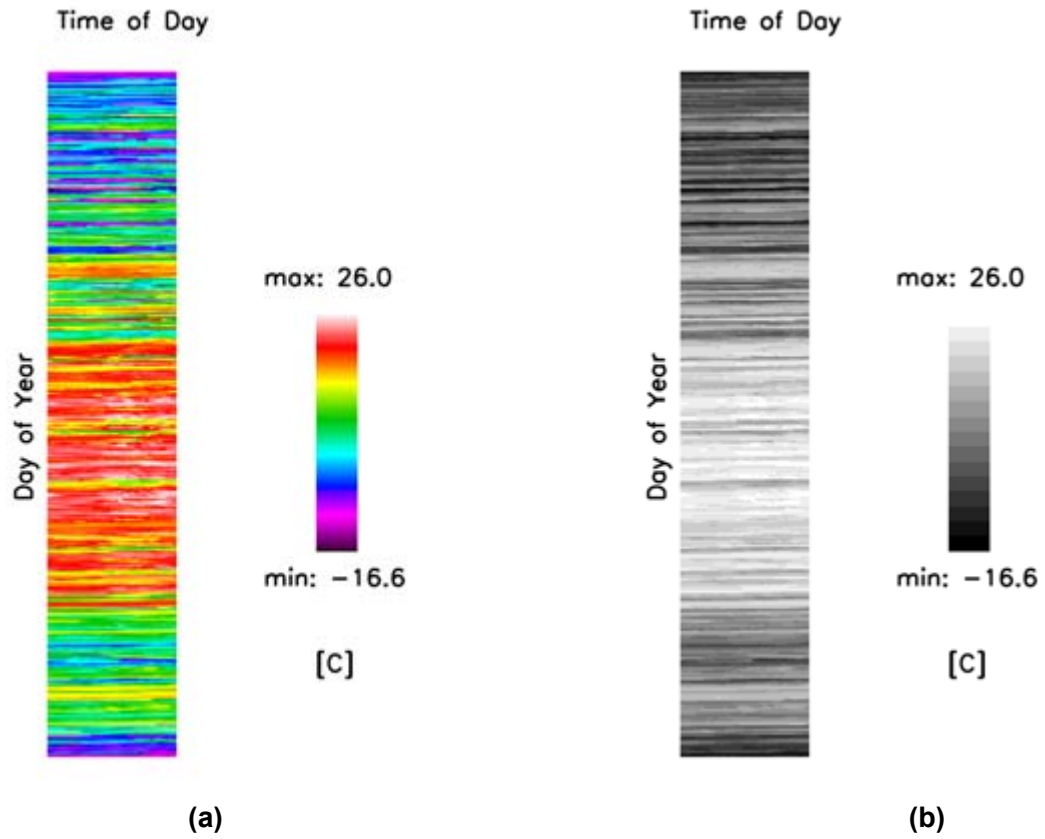 Time of Day
Day of Year
max: 26.0
min: -16.6
[C]
(a)
Time of Day
Day of Year
max: 26.0
min: -16.6
[C]
(b)